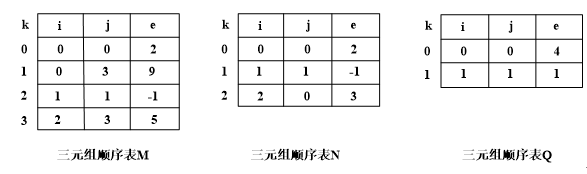 k i j e
0 0 0 2
1 0 3 9
2 1 1 -1
3 2 3 5
三元组顺序表M
k i j e
0 0 0 2
1 1 1 -1
2 2 0 3
三元组顺序表N
k i j e
0 0 0 4
1 1 1 1
三元组顺序表Q